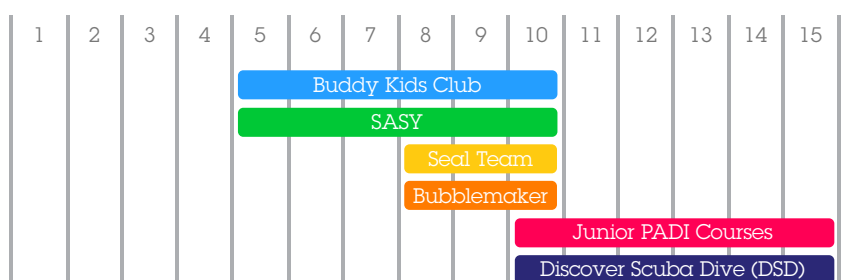 1 2 3 4 5 6 7 8 9 10 11 12 13 14 15
Buddy Kids Club
SASY
Seal Team
Bubblemaker
Junior PADI Courses
Discover Scuba Dive (DSD)